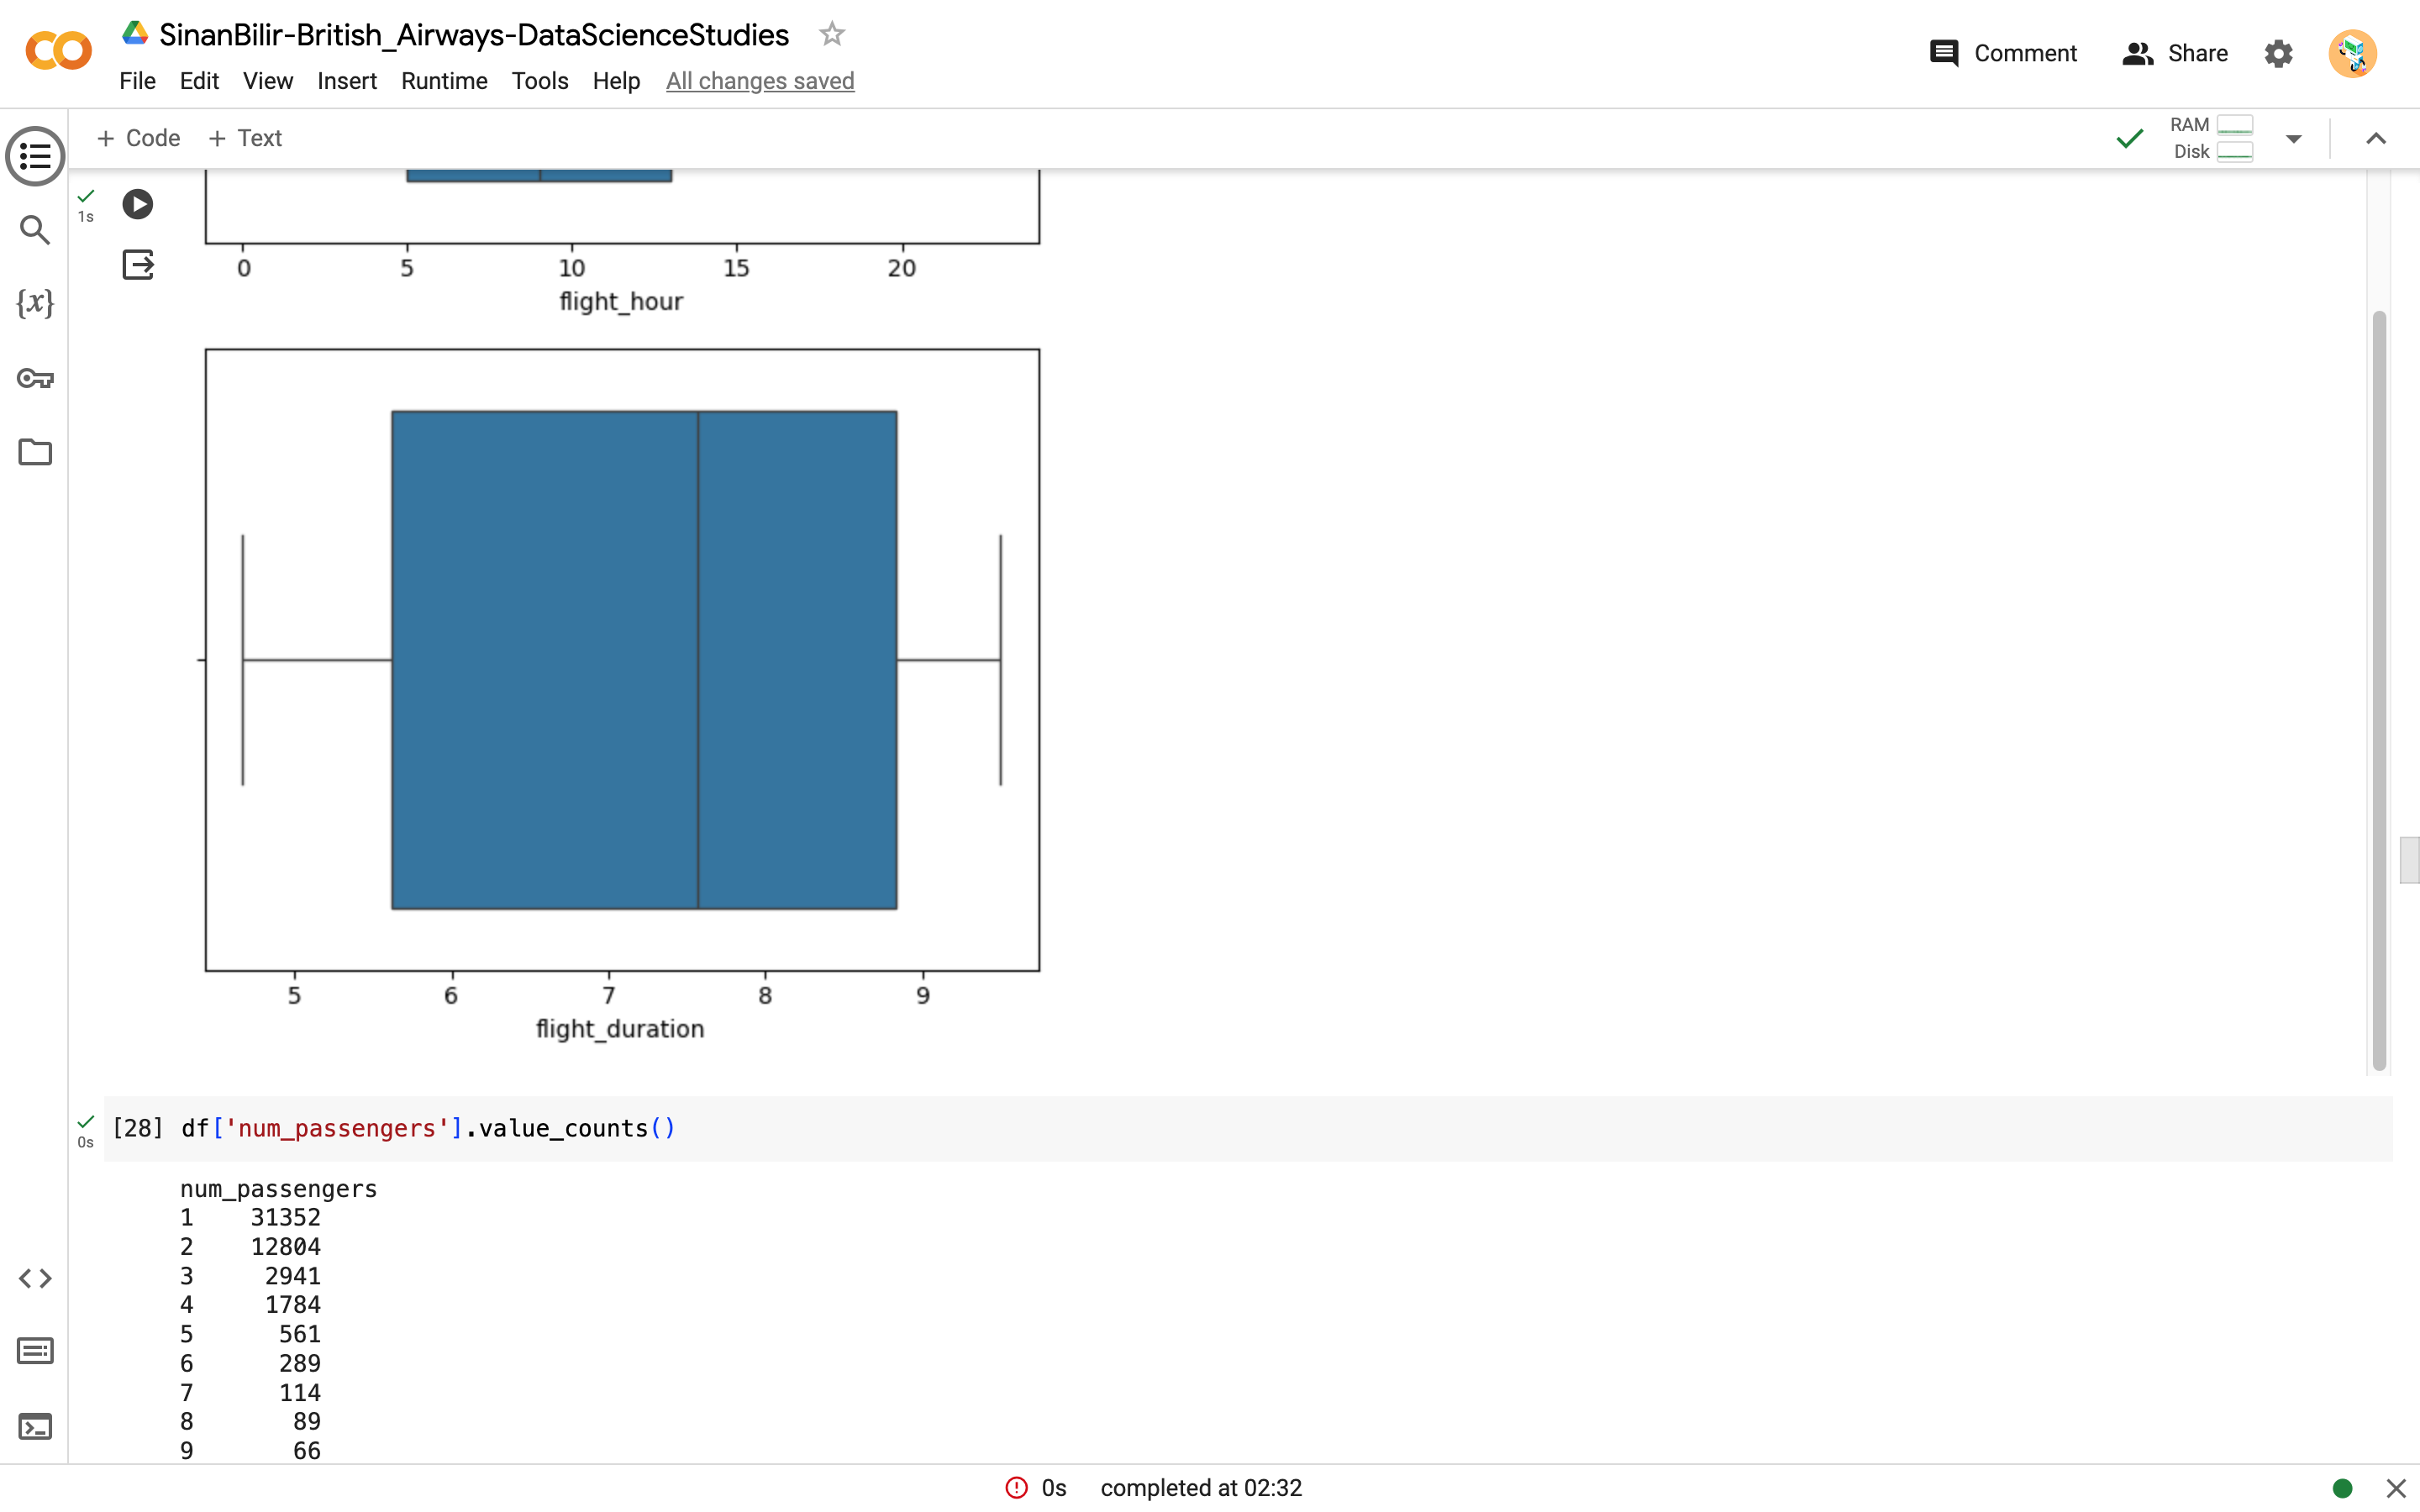 SinanBilir-British_Airways-DataScienceStudies
File Edit View Insert Runtime Tools Help All changes saved
Comment Share
+ Code + Text
RAM
Disk
1s
0 5 10 15 20
flight_hour
{x}
5 6 7 8 9
flight_duration
[28] df['num_passengers'].value_counts()
0s
num_passengers
1 31352
2 12804
3 2941
4 1784
5 561
6 289
7 114
8 89
9 66
0s completed at 02:32